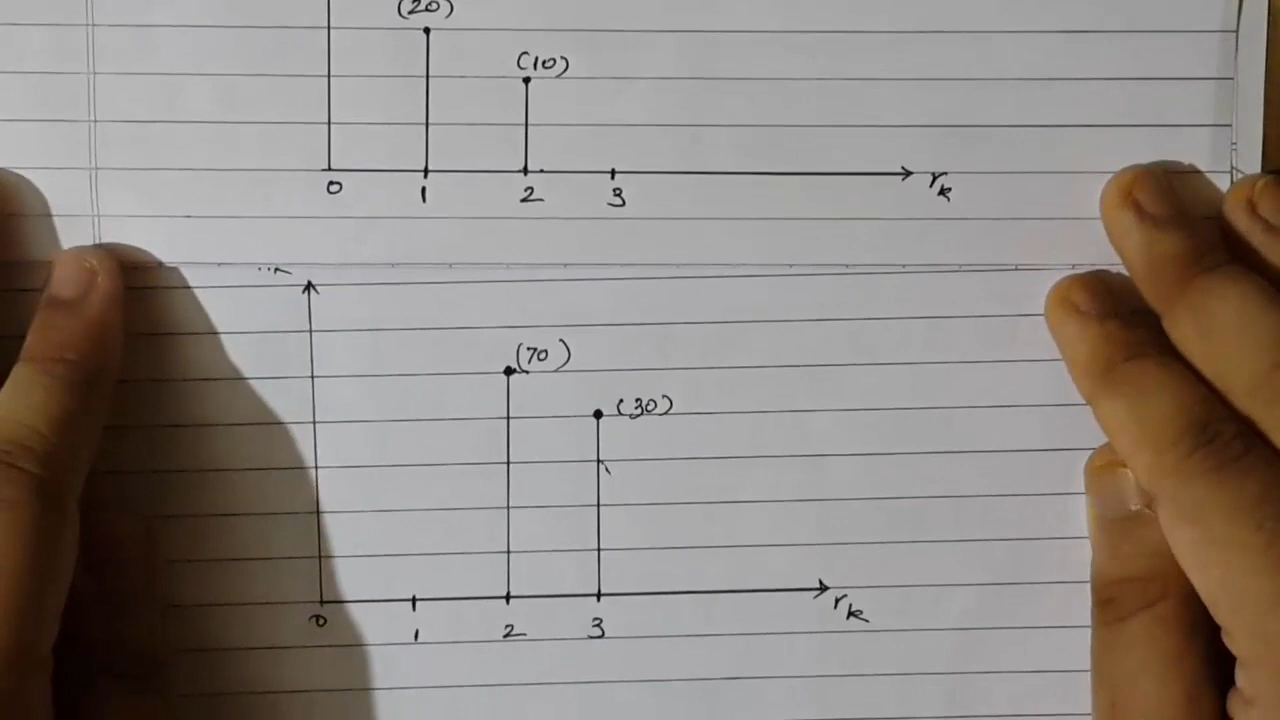 (20)
(10)
0 1 2 3 rk
(70)
(30)
0 1 2 3 rk